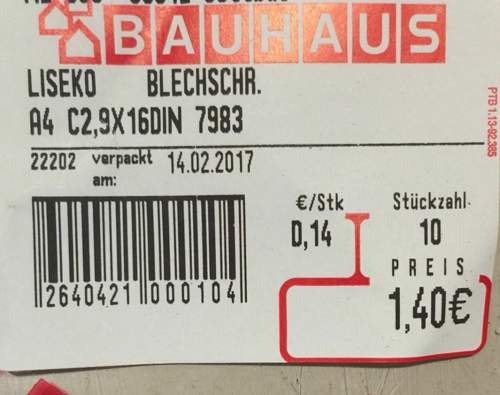 BAUHAUS
LISEKO BLECHSCHR.
A4 C2,9X16DIN 7983
22202 verpackt am: 14.02.2017
€/Stk Stückzahl
0,14 10
PREIS
1,40€
2640421 000104
PTB 1.13-92.385